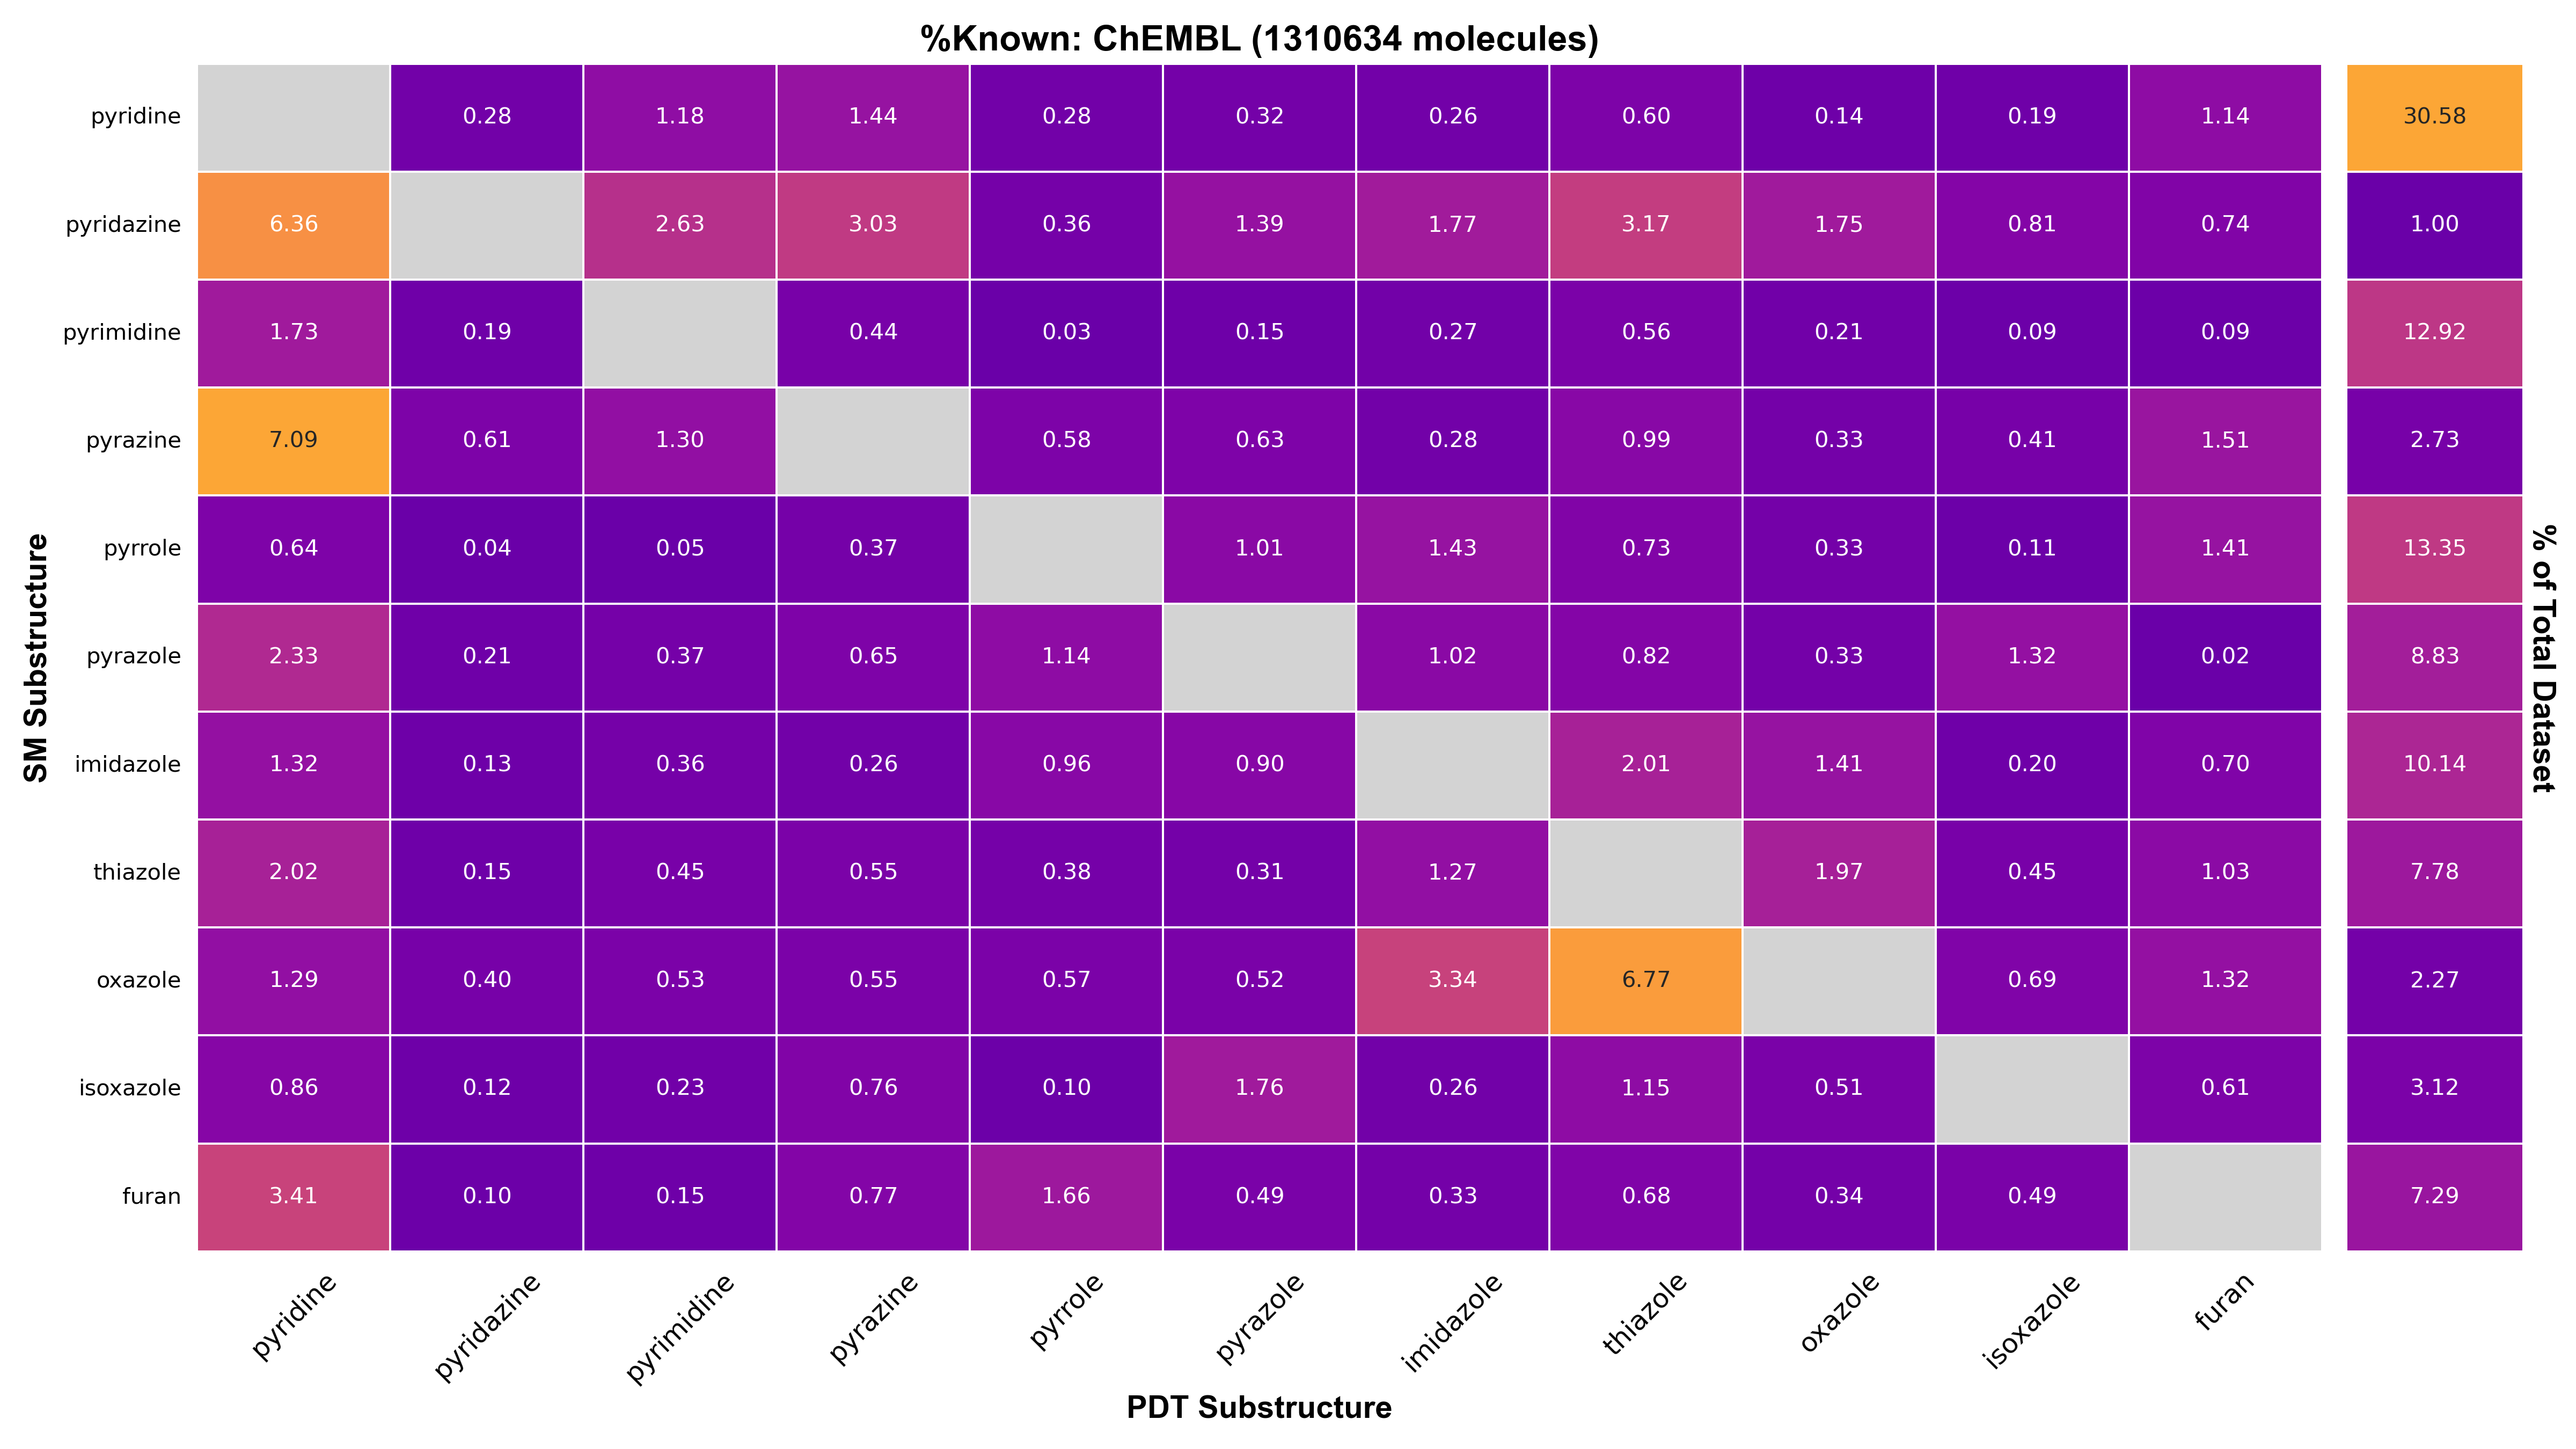 %Known: ChEMBL (1310634 molecules)
pyridine 0.28 1.18 1.44 0.28 0.32 0.26 0.60 0.14 0.19 1.14 30.58
pyridazine 6.36 2.63 3.03 0.36 1.39 1.77 3.17 1.75 0.81 0.74 1.00
pyrimidine 1.73 0.19 0.44 0.03 0.15 0.27 0.56 0.21 0.09 0.09 12.92
pyrazine 7.09 0.61 1.30 0.58 0.63 0.28 0.99 0.33 0.41 1.51 2.73
pyrrole 0.64 0.04 0.05 0.37 1.01 1.43 0.73 0.33 0.11 1.41 13.35
pyrazole 2.33 0.21 0.37 0.65 1.14 1.02 0.82 0.33 1.32 0.02 8.83
imidazole 1.32 0.13 0.36 0.26 0.96 0.90 2.01 1.41 0.20 0.70 10.14
thiazole 2.02 0.15 0.45 0.55 0.38 0.31 1.27 1.97 0.45 1.03 7.78
oxazole 1.29 0.40 0.53 0.55 0.57 0.52 3.34 6.77 0.69 1.32 2.27
isoxazole 0.86 0.12 0.23 0.76 0.10 1.76 0.26 1.15 0.51 0.61 3.12
furan 3.41 0.10 0.15 0.77 1.66 0.49 0.33 0.68 0.34 0.49 7.29
pyridine pyridazine pyrimidine pyrazine pyrrole pyrazole imidazole thiazole oxazole isoxazole furan
PDT Substructure
SM Substructure
% of Total Dataset